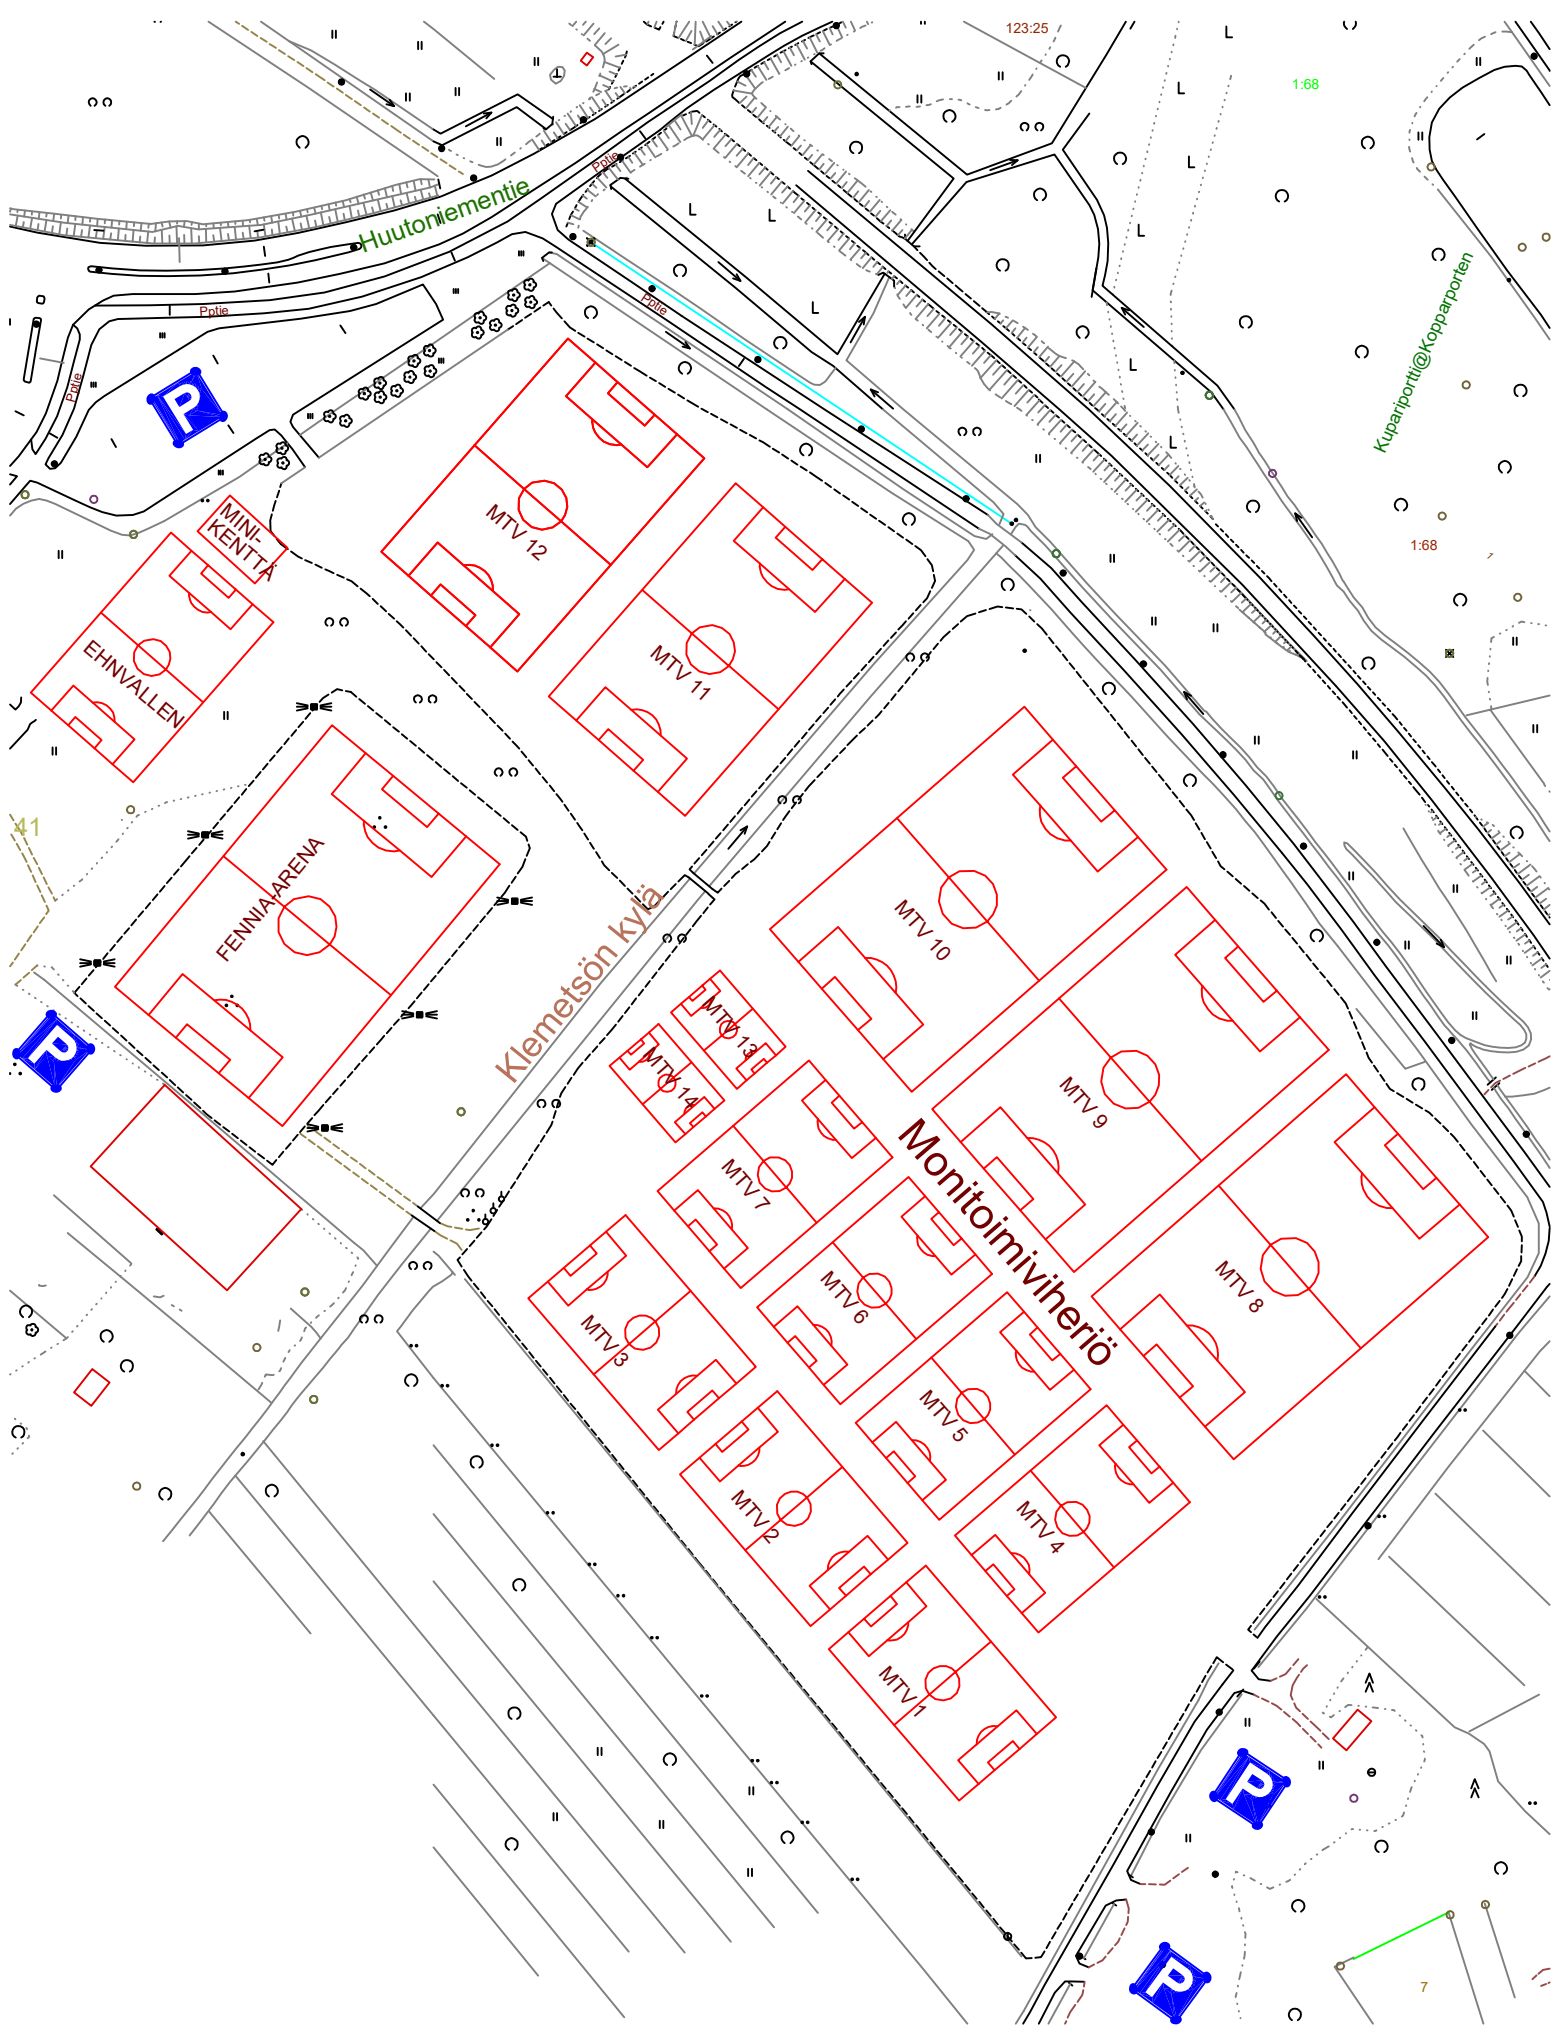 123:25
1:68
Pptie
Huutoniementie
Kupariportti@Kopparporten
Pptie
Pptie
Pptie
P
MINI-
KENTTÄ
MTV 12
1:68
EHNVALLEN
MTV 11
41
FENNIA-ARENA
Klemetsön kylä
MTV 10
P
MTV 13
MTV 14
MTV 9
Monitoimiviheriö
MTV 7
MTV 8
MTV 6
MTV 3
MTV 5
MTV 2
MTV 4
MTV 1
P
P
7